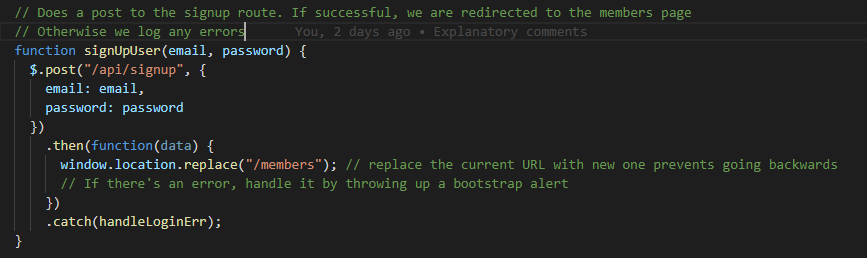 // Does a post to the signup route. If successful, we are redirected to the members page
// Otherwise we log any errors You, 2 days ago • Explanatory comments
function signUpUser(email, password) {
  $.post("/api/signup", {
    email: email,
    password: password
  })
    .then(function(data) {
      window.location.replace("/members"); // replace the current URL with new one prevents going backwards
      // If there's an error, handle it by throwing up a bootstrap alert
    })
    .catch(handleLoginErr);
}